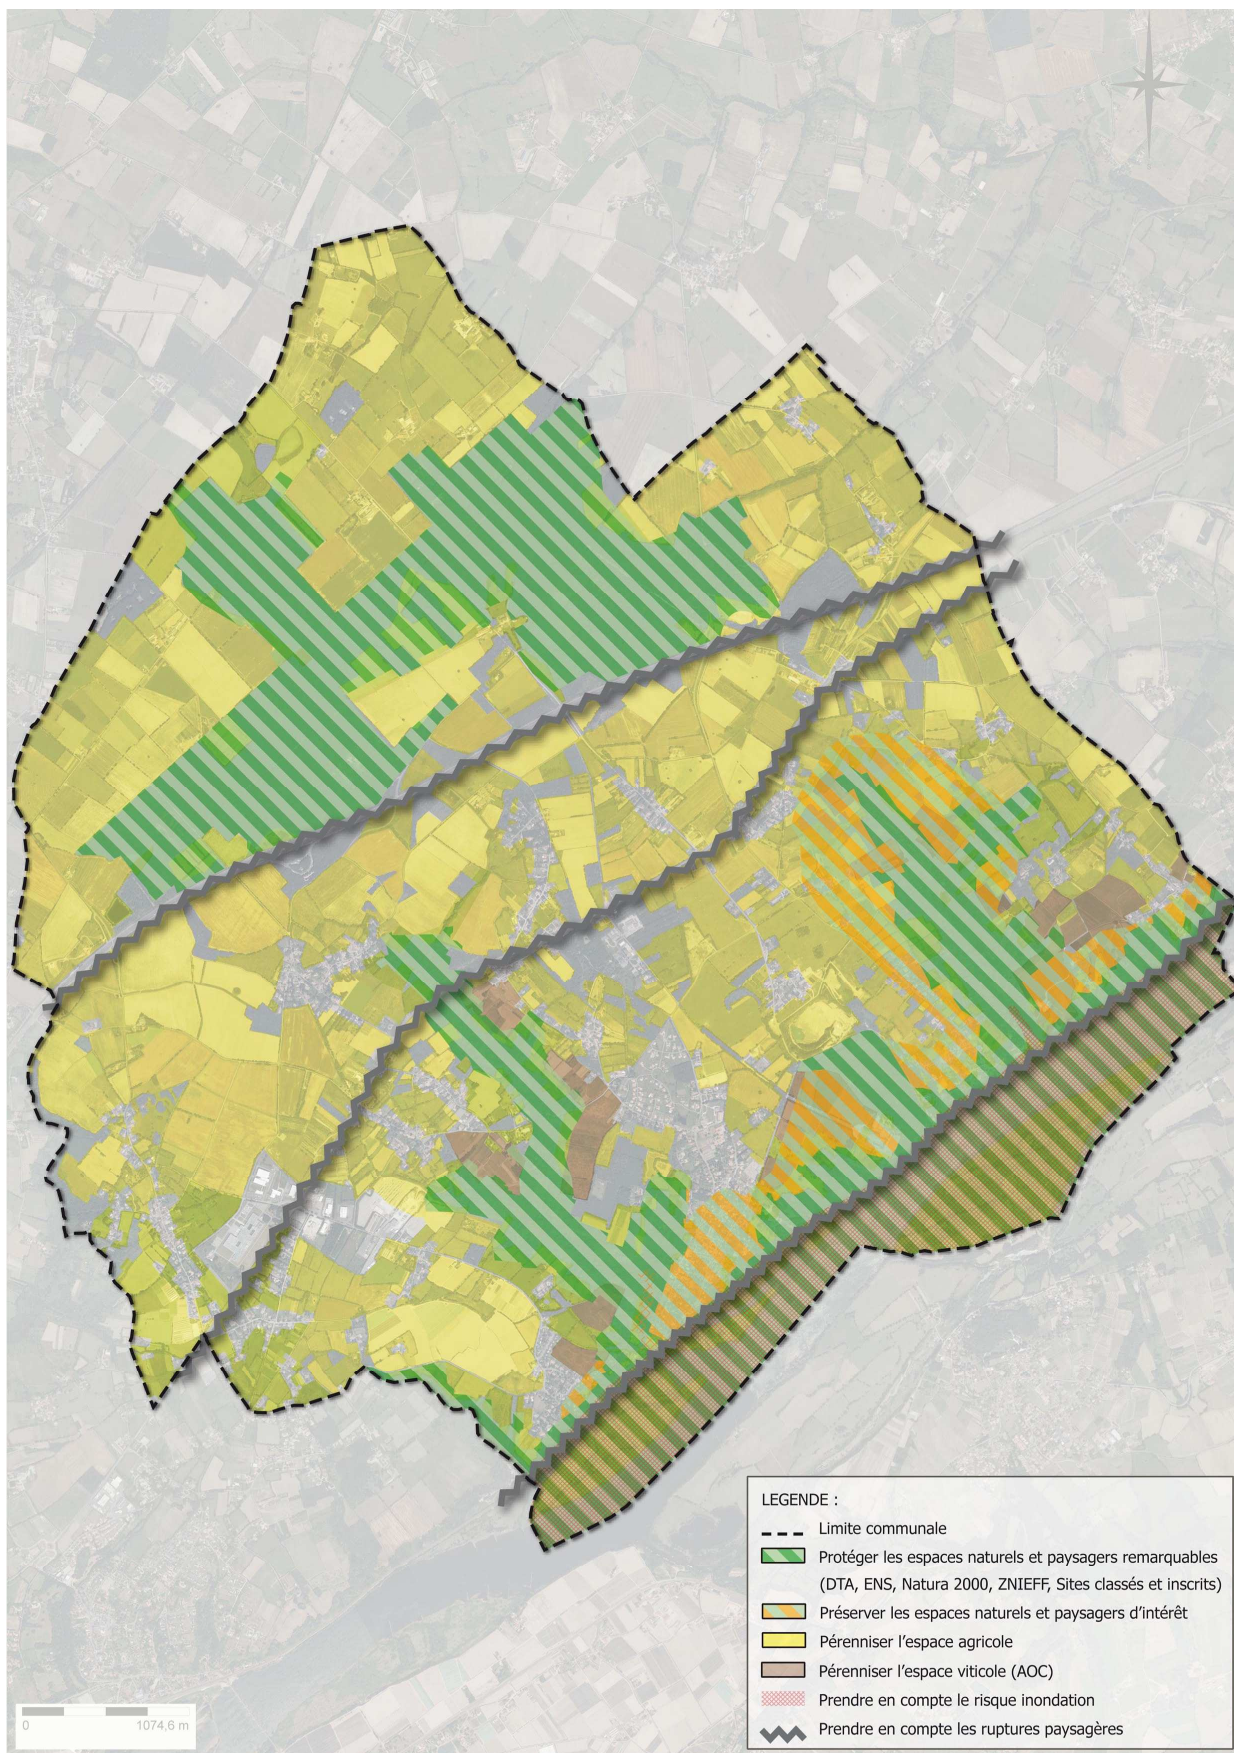 LEGENDE :
Limite communale
Protéger les espaces naturels et paysagers remarquables
(DTA, ENS, Natura 2000, ZNIEFF, Sites classés et inscrits)
Préserver les espaces naturels et paysagers d'intérêt
Pérenniser l'espace agricole
Pérenniser l'espace viticole (AOC)
Prendre en compte le risque inondation
Prendre en compte les ruptures paysagères
0 1074,6 m